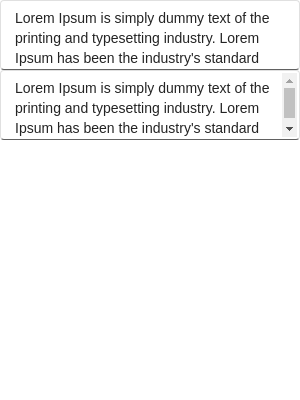 Lorem Ipsum is simply dummy text of the
printing and typesetting industry. Lorem
Ipsum has been the industry's standard
Lorem Ipsum is simply dummy text of the
printing and typesetting industry. Lorem
Ipsum has been the industry's standard